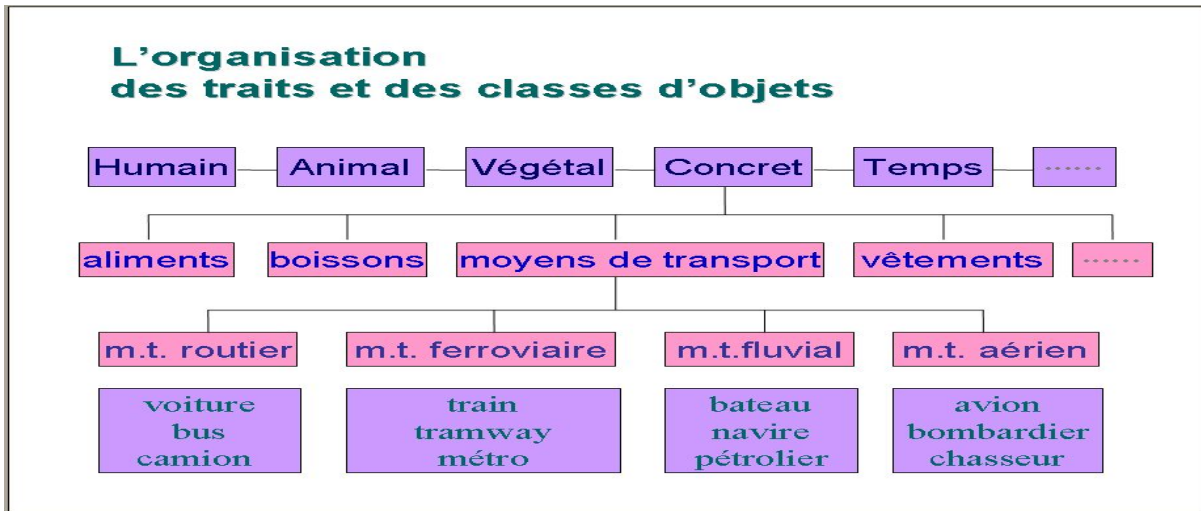 L'organisation
des traits et des classes d'objets
Humain Animal Végétal Concret Temps ......
aliments boissons moyens de transport vêtements ......
m.t. routier m.t. ferroviaire m.t.fluvial m.t. aérien
voiture train bateau avion
bus tramway navire bombardier
camion métro pétrolier chasseur